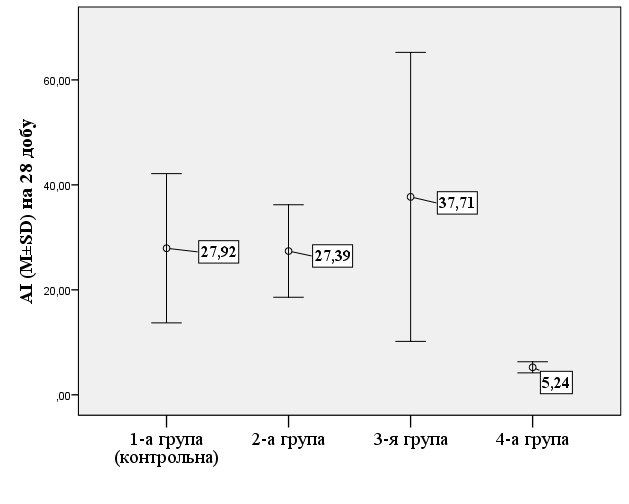 AI (M±SD) на 28 добу
60,00
40,00
20,00
,00
27,92
27,39
37,71
5,24
1-а група
(контрольна)
2-а група
3-я група
4-а група